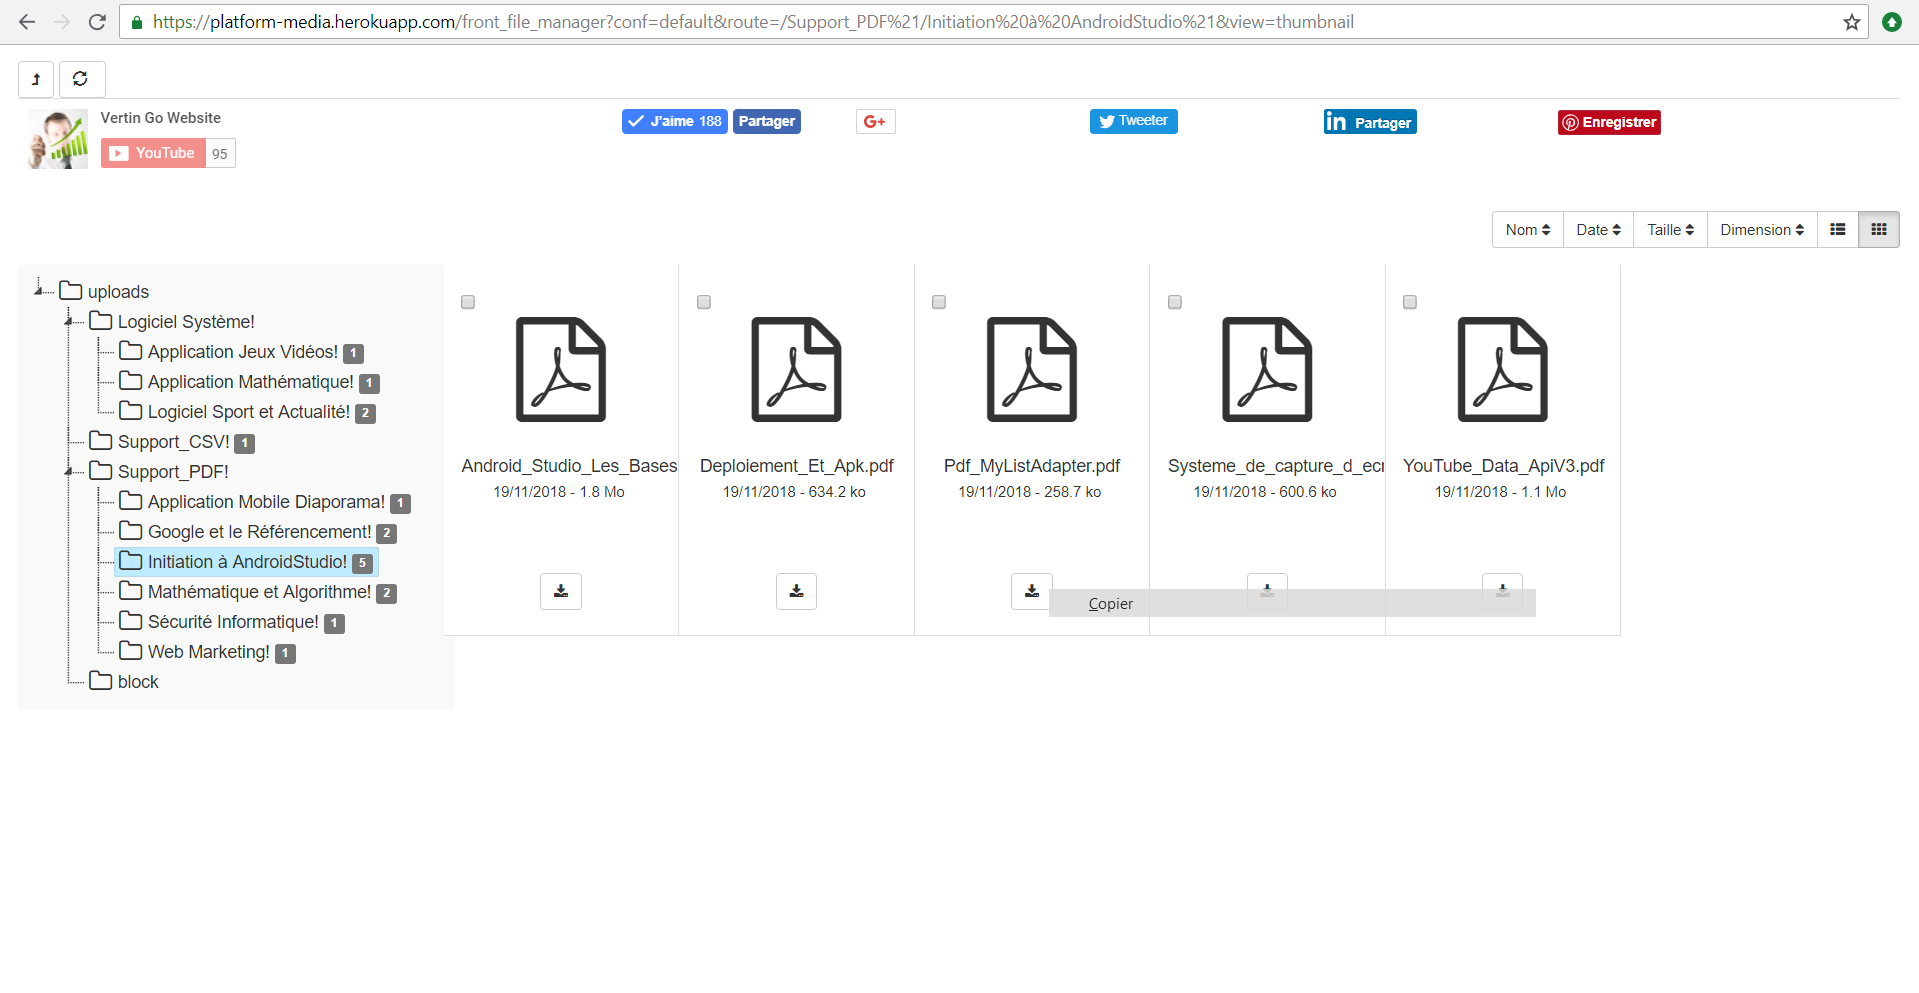 https://platform-media.herokuapp.com/front_file_manager?conf=default&route=/Support_PDF%21/Initiation%20à%20AndroidStudio%21&view=thumbnail
Vertin Go Website
YouTube 95
J'aime 188 Partager
G+
Tweeter
in Partager
Enregistrer
Nom Date Taille Dimension
uploads
Logiciel Système!
Application Jeux Vidéos! 1
Application Mathématique! 1
Logiciel Sport et Actualité! 2
Support_CSV! 1
Support_PDF!
Application Mobile Diaporama! 1
Google et le Référencement! 2
Initiation à AndroidStudio! 5
Mathématique et Algorithme! 2
Sécurité Informatique! 1
Web Marketing! 1
block
Android_Studio_Les_Bases
19/11/2018 - 1.8 Mo
Deploiement_Et_Apk.pdf
19/11/2018 - 634.2 ko
Pdf_MyListAdapter.pdf
19/11/2018 - 258.7 ko
Systeme_de_capture_d_ecr
19/11/2018 - 600.6 ko
YouTube_Data_ApiV3.pdf
19/11/2018 - 1.1 Mo
Copier